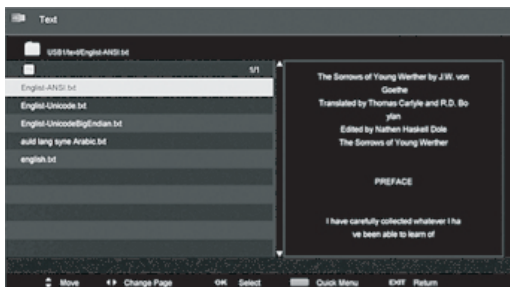 Text
USB1/text/Englist-ANSI.txt
1/1
Englist-ANSI.txt
Englist-Unicode.txt
Englist-UnicodeBigEndian.txt
auld lang syne Arabic.txt
english.txt
The Sorrows of Young Werther by J.W. von
Goethe
Translated by Thomas Carlyle and R.D. Bo
ylan
Edited by Nathen Haskell Dole
The Sorrows of Young Werther
PREFACE
I have carefully collected whatever I ha
ve been able to learn of
Move Change Page OK Select Quick Menu EXIT Return